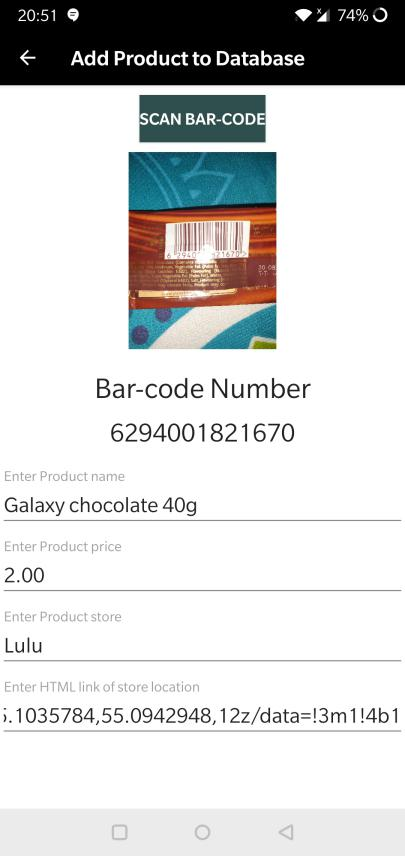 20:51
74%
Add Product to Database
SCAN BAR-CODE
Bar-code Number
6294001821670
Enter Product name
Galaxy chocolate 40g
Enter Product price
2.00
Enter Product store
Lulu
Enter HTML link of store location
.1035784,55.0942948,12z/data=!3m1!4b1